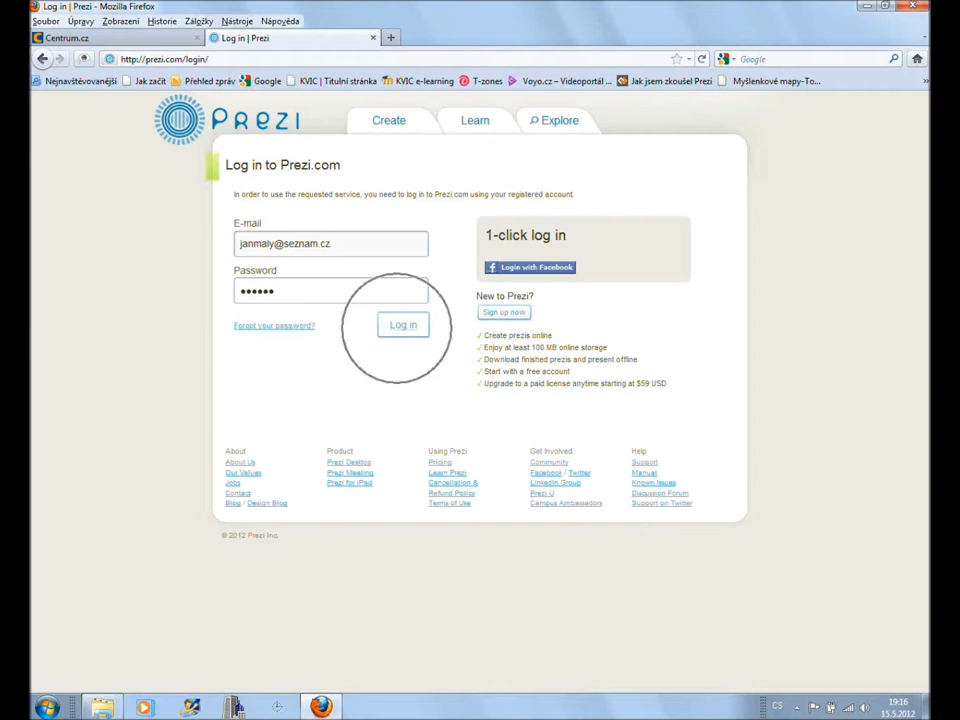 Log in | Prezi - Mozilla Firefox
Soubor Úpravy Zobrazení Historie Záložky Nástroje Nápověda
Centrum.cz × Log in | Prezi × +
http://prezi.com/login/ Google
Nejnavštěvovanější Jak začít Přehled zpráv Google KVIC | Titulní stránka KVIC e-learning T-zones Voyo.cz – Videoportál ... Jak jsem zkoušel Prezi Myšlenkové mapy-To... »
Prezi Create Learn Explore
Log in to Prezi.com
In order to use the requested service, you need to log in to Prezi.com using your registered account.
E-mail
janmaly@seznam.cz
Password
••••••
Forgot your password? Log in
1-click log in
f Login with Facebook
New to Prezi?
Sign up now
✓ Create prezis online
✓ Enjoy at least 100 MB online storage
✓ Download finished prezis and present offline
✓ Start with a free account
✓ Upgrade to a paid license anytime starting at $59 USD
About
About Us
Our Values
Jobs
Contact
Blog / Design Blog
Product
Prezi Desktop
Prezi Meeting
Prezi for iPad
Using Prezi
Pricing
Learn Prezi
Cancellation &
Refund Policy
Terms of Use
Get Involved
Community
Facebook / Twitter
LinkedIn Group
Prezi U
Campus Ambassadors
Help
Support
Manual
Known Issues
Discussion Forum
Support on Twitter
© 2012 Prezi Inc.
CS 19:16
15.5.2012